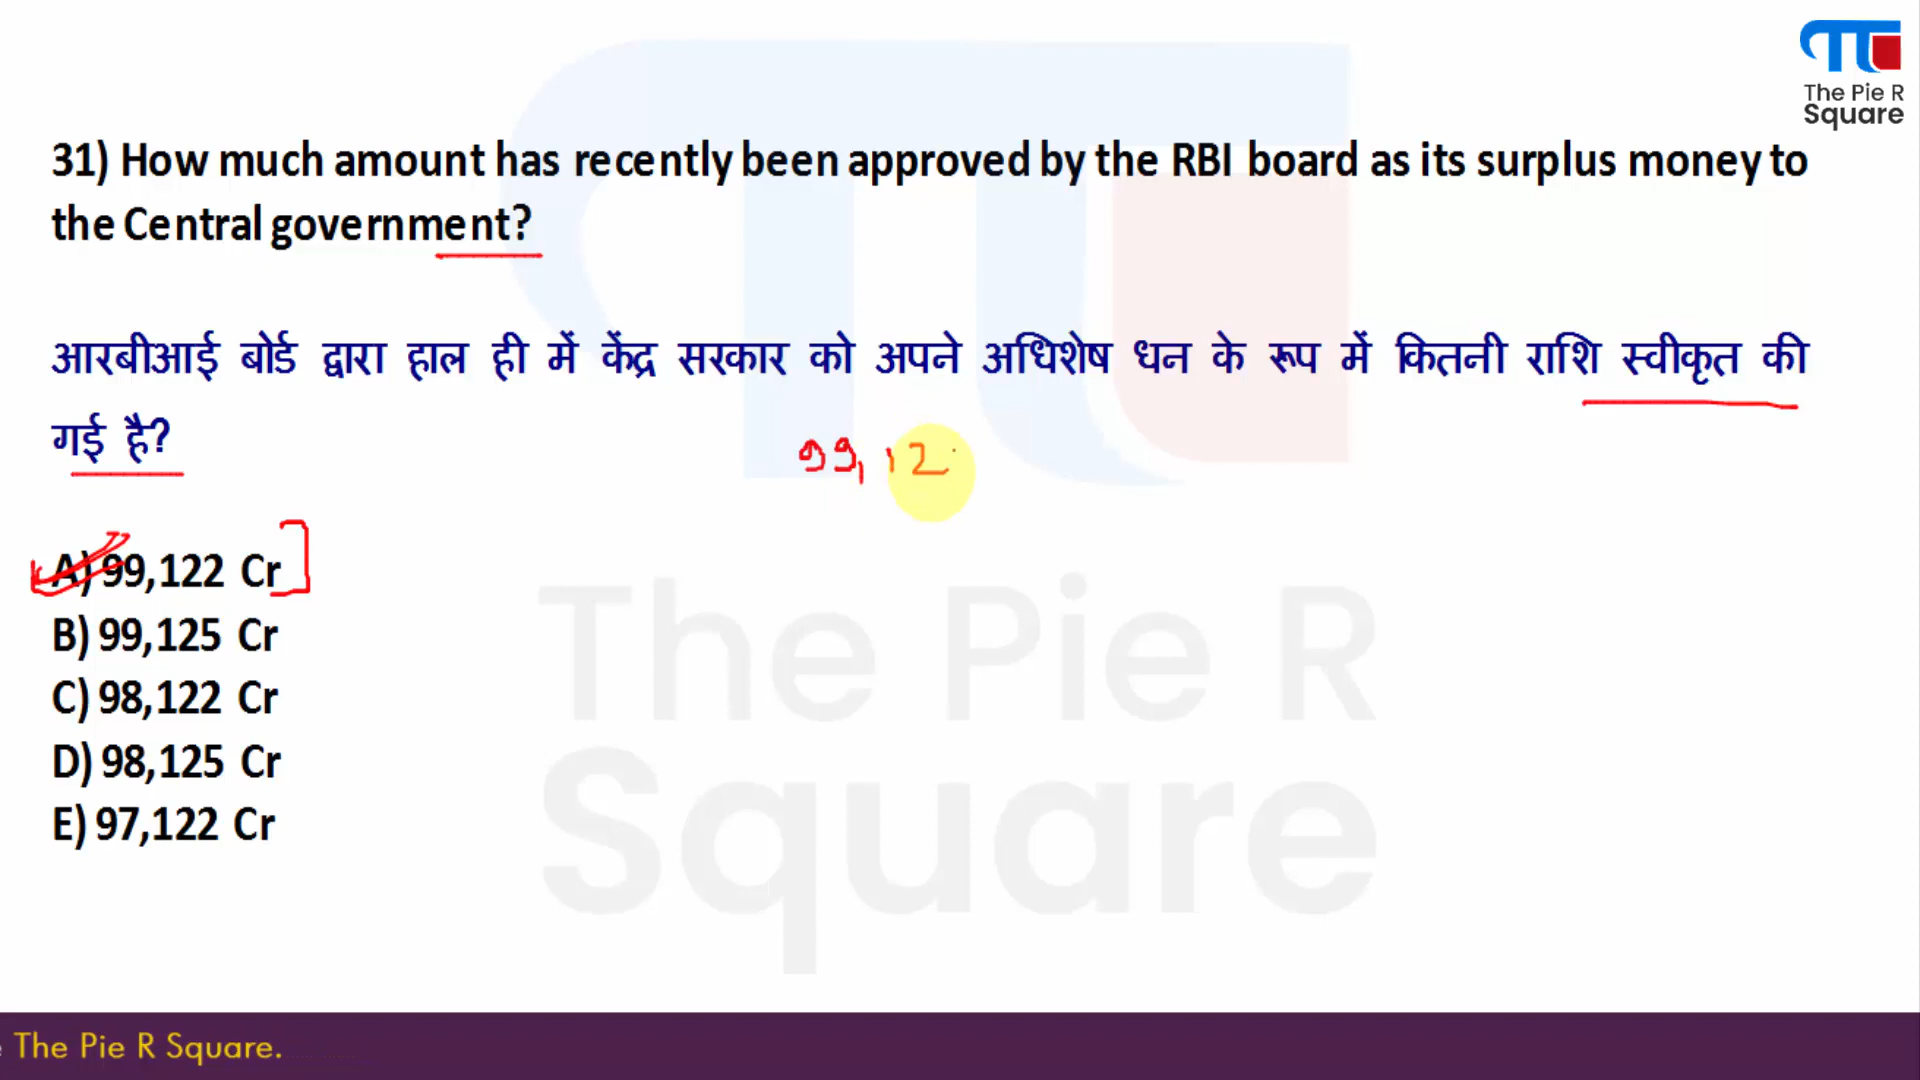 The Pie R
Square
31) How much amount has recently been approved by the RBI board as its surplus money to
the Central government?
आरबीआई बोर्ड द्वारा हाल ही में केंद्र सरकार को अपने अधिशेष धन के रूप में कितनी राशि स्वीकृत की
गई है?
99, 12
A) 99,122 Cr
B) 99,125 Cr
C) 98,122 Cr
D) 98,125 Cr
E) 97,122 Cr
The Pie R
Square
The Pie R Square.